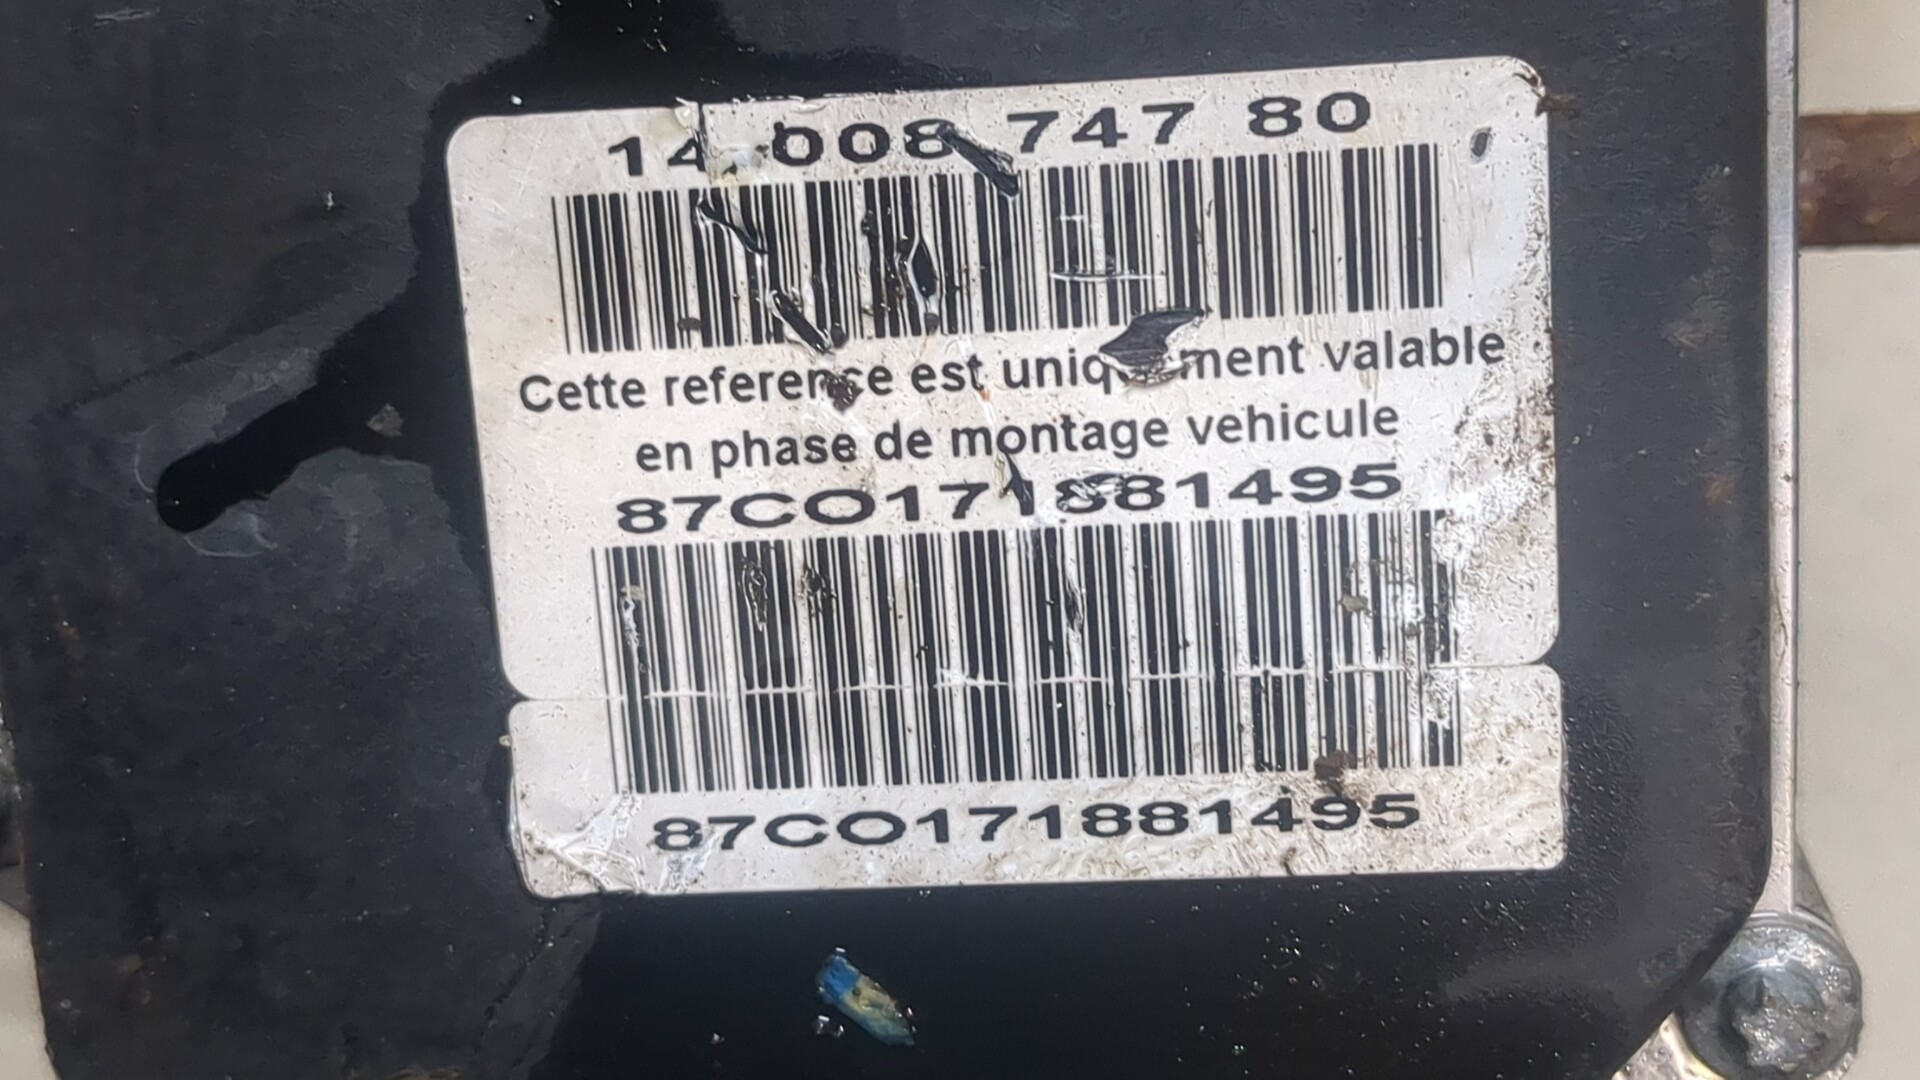 14 008 747 80
Cette reference est uniquement valable
en phase de montage vehicule
87CO171881495
87CO171881495